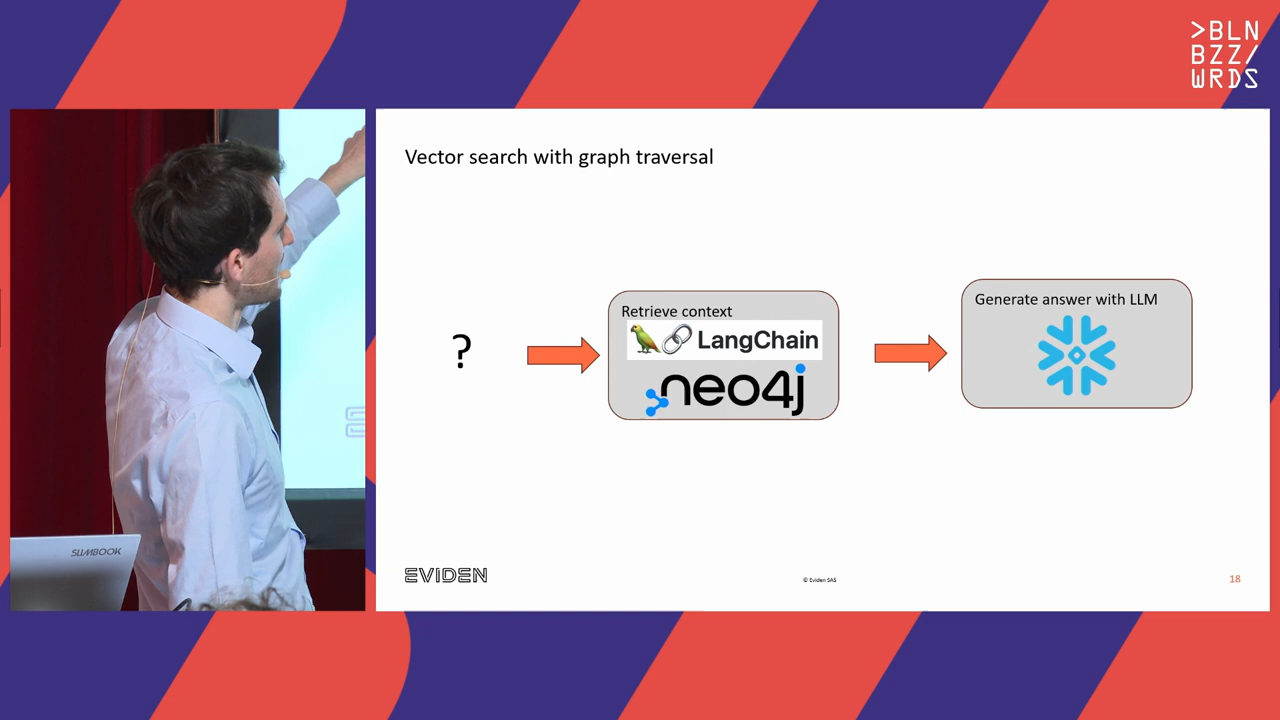 >BLN
BZZ/
WRDS
Vector search with graph traversal
?
Retrieve context
LangChain
neo4j
Generate answer with LLM
SLIMBOOK
EVIDEN
© Eviden SAS
18